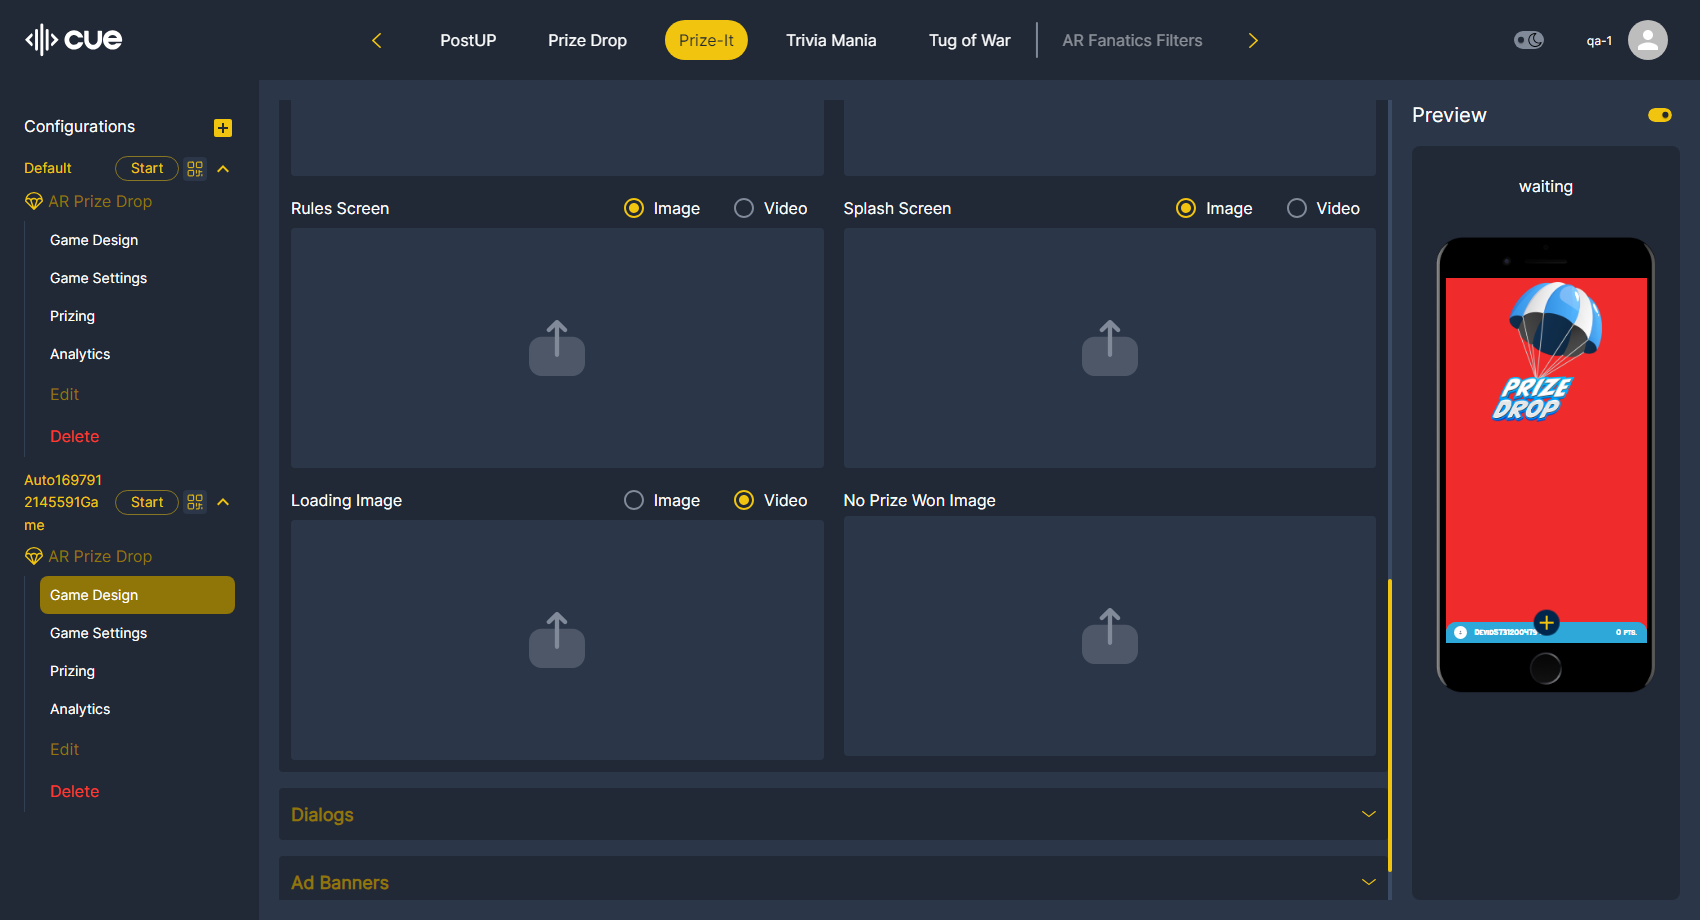 cue
PostUP
Prize Drop
Prize-It
Trivia Mania
Tug of War
AR Fanatics Filters
qa-1
Configurations
Default
Start
AR Prize Drop
Game Design
Game Settings
Prizing
Analytics
Edit
Delete
Auto169791
2145591Ga
me
Start
AR Prize Drop
Game Design
Game Settings
Prizing
Analytics
Edit
Delete
Rules Screen
Image
Video
Splash Screen
Image
Video
Loading Image
Image
Video
No Prize Won Image
Dialogs
Ad Banners
Preview
waiting
PRIZE
DROP
0 PTS.